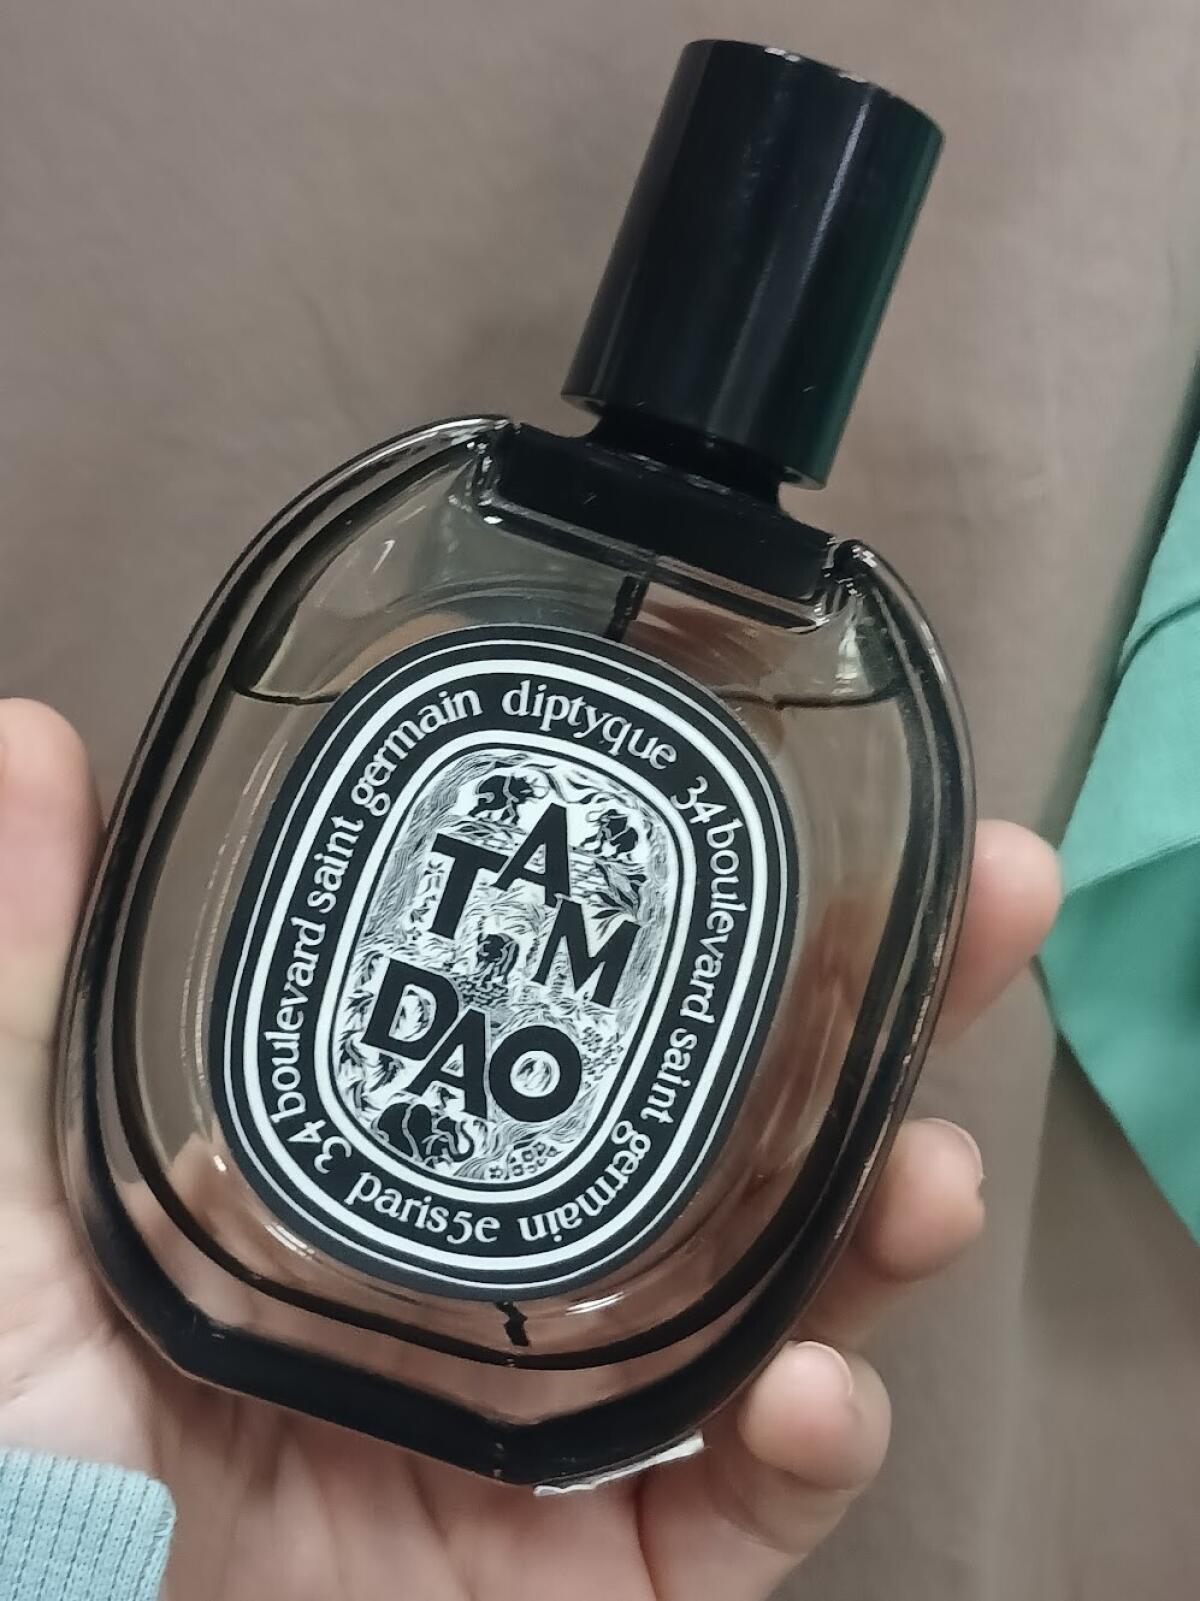 diptyque 34 boulevard saint germain paris5e 34 boulevard saint germain
TAM
DAO